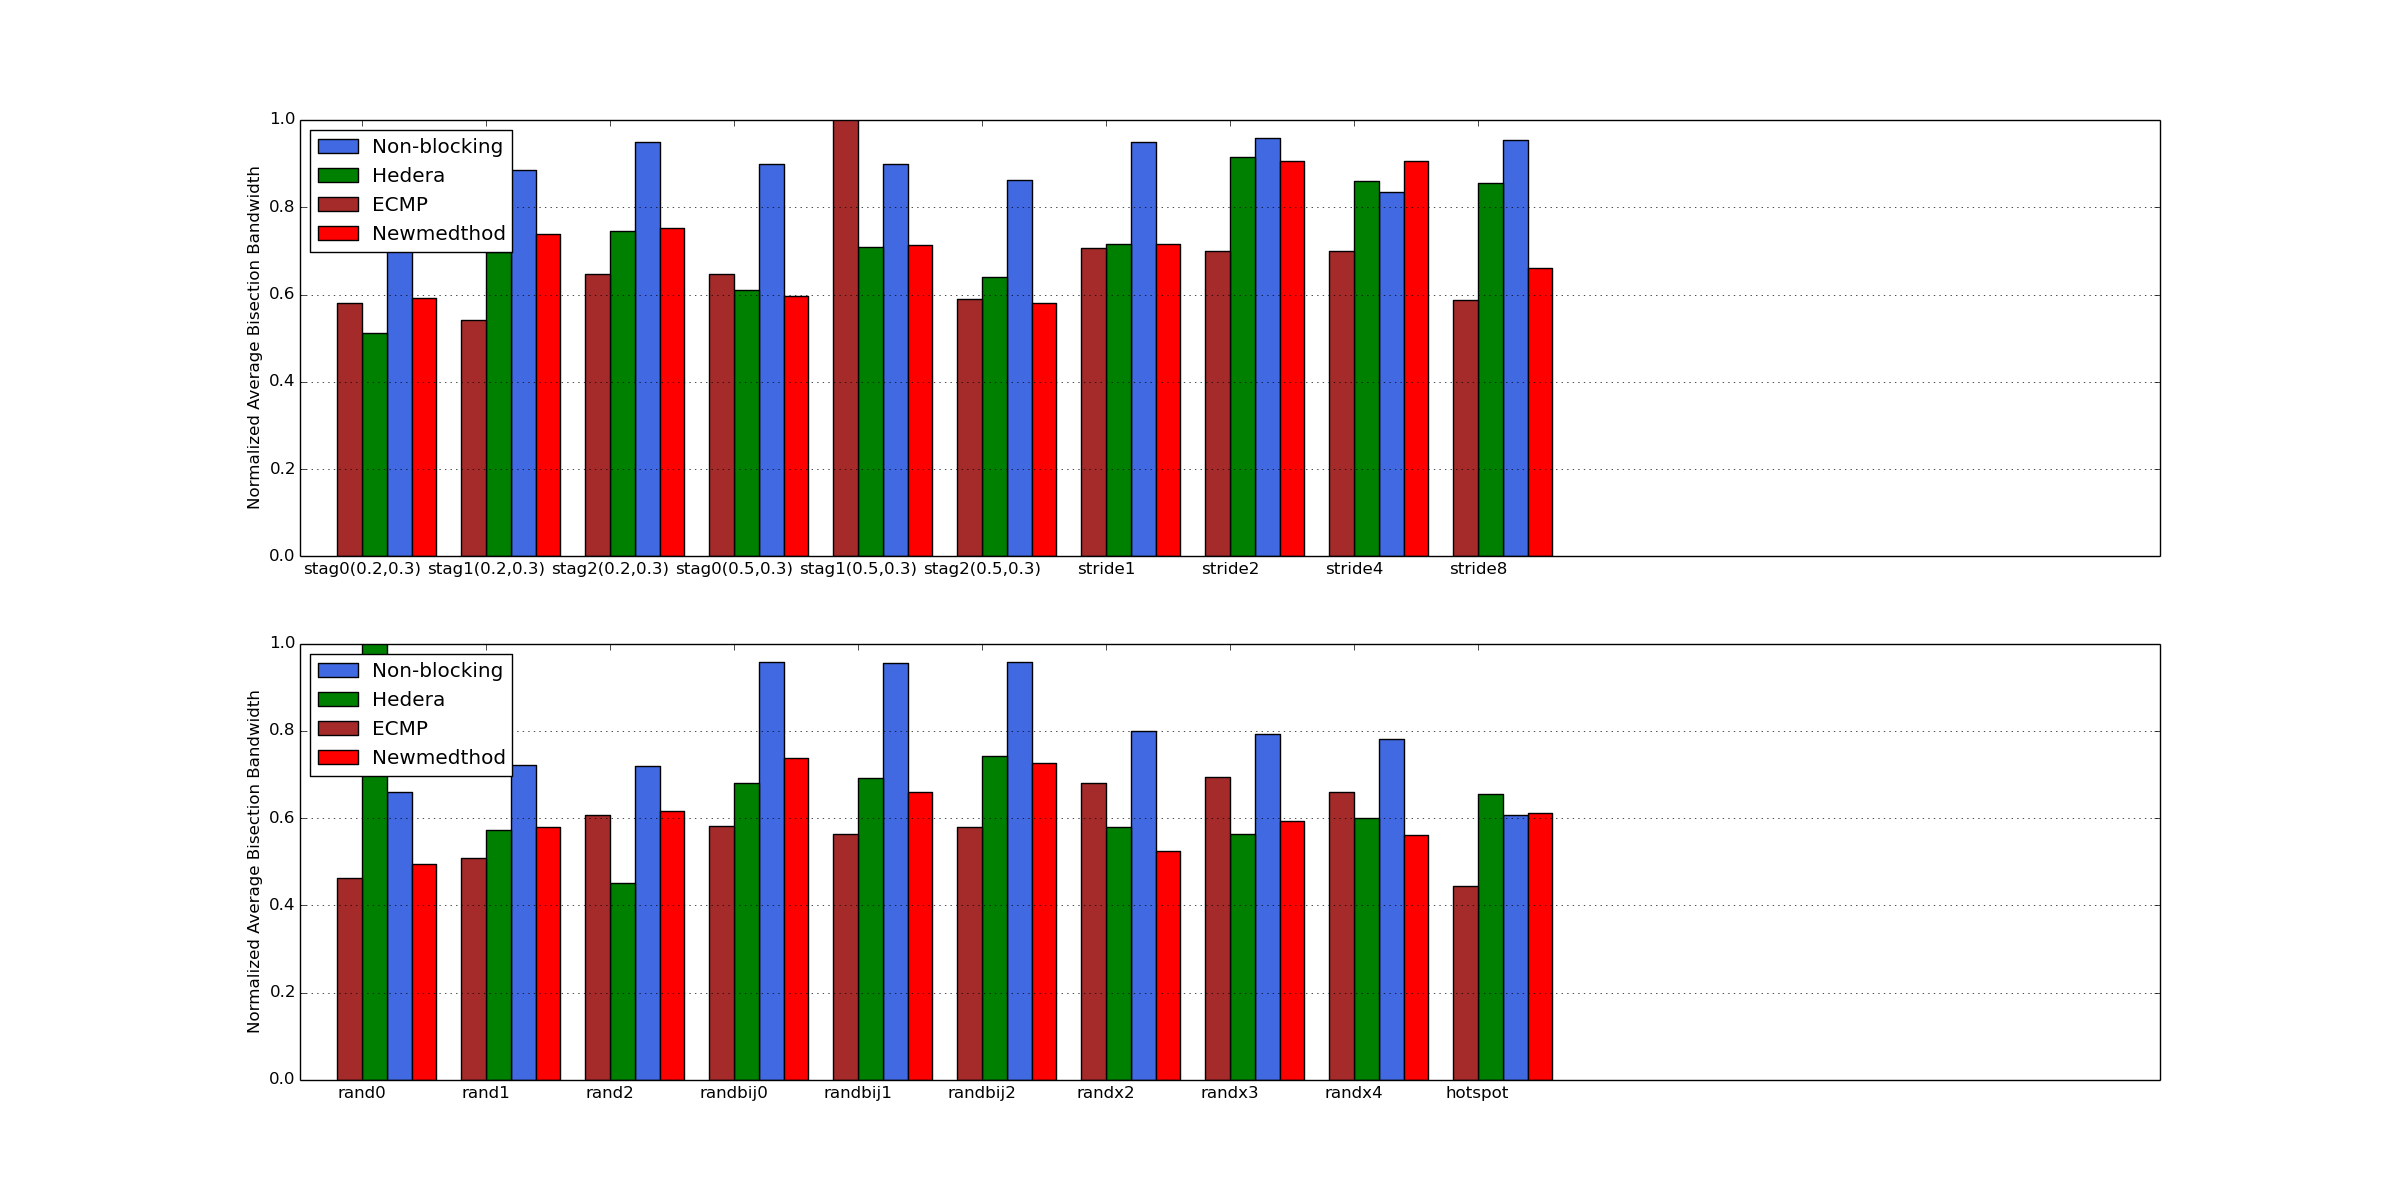 1.0
0.8
0.6
0.4
0.2
0.0
Normalized Average Bisection Bandwidth
Non-blocking
Hedera
ECMP
Newmedthod
stag0(0.2,0.3) stag1(0.2,0.3) stag2(0.2,0.3) stag0(0.5,0.3) stag1(0.5,0.3) stag2(0.5,0.3) stride1 stride2 stride4 stride8
1.0
0.8
0.6
0.4
0.2
0.0
Normalized Average Bisection Bandwidth
Non-blocking
Hedera
ECMP
Newmedthod
rand0 rand1 rand2 randbij0 randbij1 randbij2 randx2 randx3 randx4 hotspot